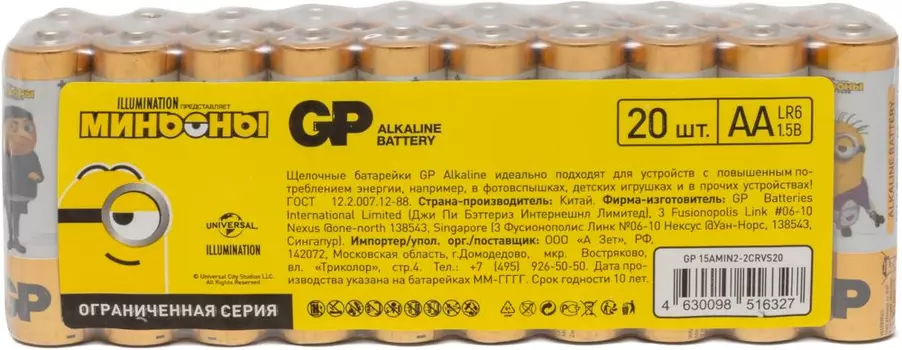 ILLUMINATION
ПРЕДСТАВЛЯЕТ
МИНЬОНЫ
GP
ALKALINE
BATTERY
20 шт.
AA
LR6
1.5В
Щелочные батарейки GP Alkaline идеально подходят для устройств с повышенным по-
треблением энергии, например, в фотовспышках, детских игрушках и в прочих устройствах!
ГОСТ 12.2.007.12-88. Страна-производитель: Китай. Фирма-изготовитель: GP Batteries
International Limited (Джи Пи Бэттериз Интернешнл Лимитед), 3 Fusionopolis Link #06-10
Nexus @one-north 138543, Singapore (3 Фусионополис Линк №06-10 Нексус @Уан-Норс, 138543,
Сингапур). Импортер/упол. орг./поставщик: ООО «А Зет», РФ,
142072, Московская область, г.Домодедово, мкр. Востряково,
вл. «Триколор», стр.4. Тел.: +7 (495) 926-50-50. Дата про-
изводства указана на батарейках ММ-ГГГГ. Срок годности 10 лет.
UNIVERSAL
ILLUMINATION
© Universal City Studios LLC.
All Rights Reserved.
GP
ОГРАНИЧЕННАЯ СЕРИЯ
GP 15AMIN2-2CRVS20
4 630098 516327
GP
ALKALINE BATTERY